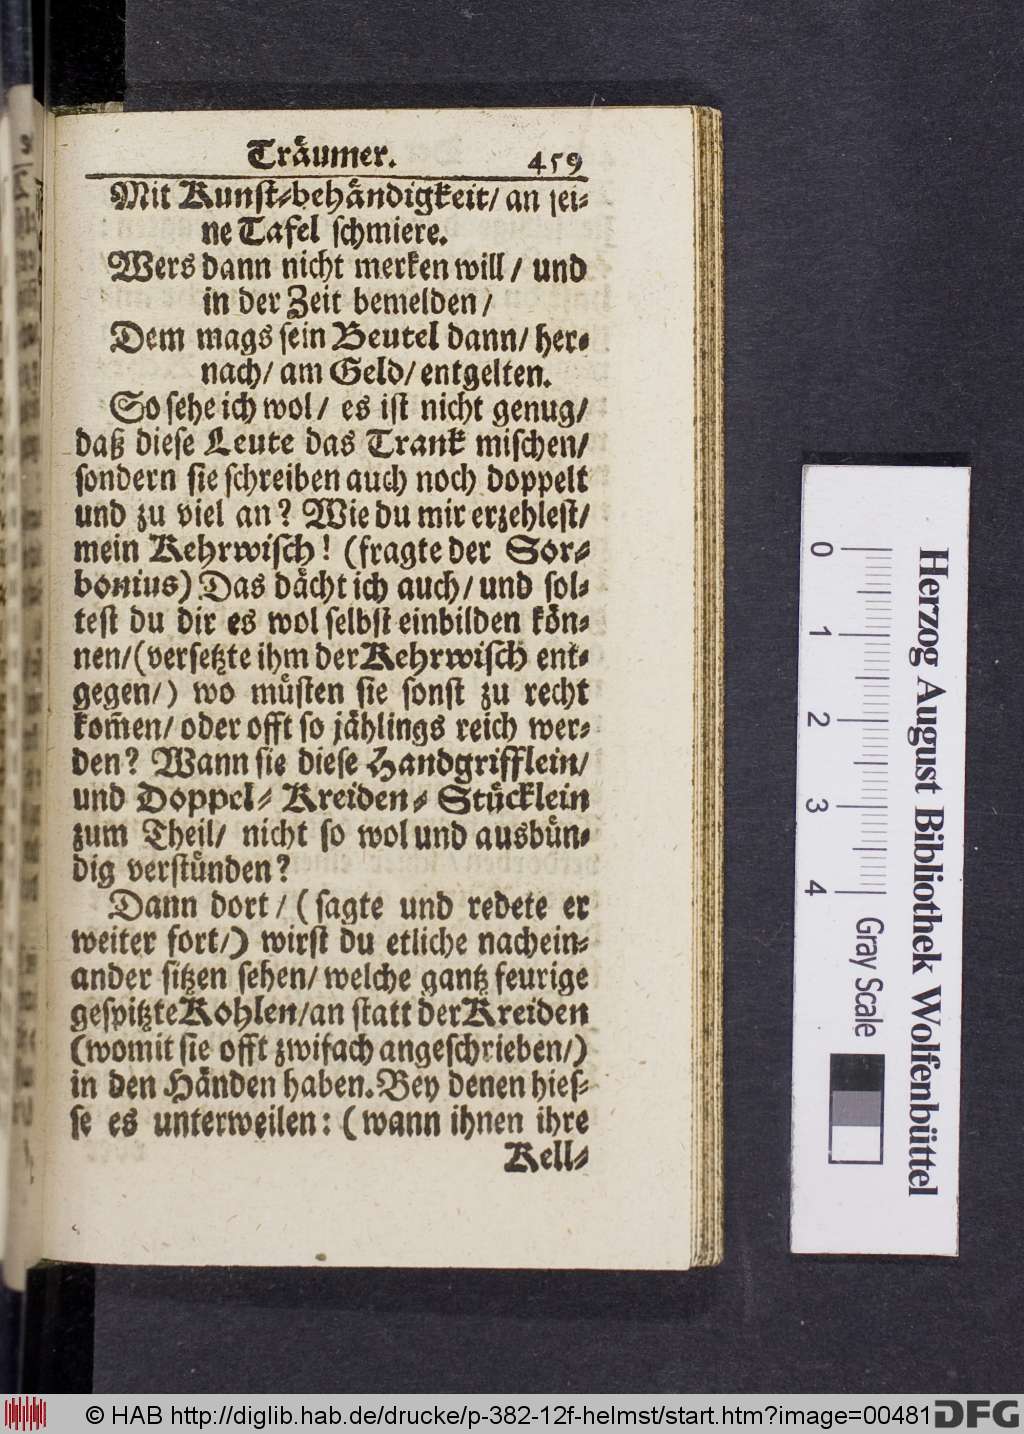 Träumer. 459
Mit Kunst-behändigkeit/ an sei-
ne Tafel schmiere.
Wers dann nicht merken will / und
in der Zeit bemelden /
Dem mags sein Beutel dann/ her-
nach/ am Geld/ entgelten.
So sehe ich wol/ es ist nicht genug/
daß diese Leute das Trank mischen/
sondern sie schreiben auch noch doppelt
und zu viel an? Wie du mir erzehlest/
mein Kehrwisch! (fragte der Sor-
bonius) Das dächt ich auch/ und sol-
test du dir es wol selbst einbilden kön-
nen/ (versetzte ihm der Kehrwisch ent-
gegen/) wo müsten sie sonst zu recht
kom̄en/ oder offt so jählings reich wer-
den? Wann sie diese Handgrifflein/
und Doppel- Kreiden- Stücklein
zum Theil/ nicht so wol und ausbün-
dig verstünden?
Dann dort / ( sagte und redete er
weiter fort/) wirst du etliche nachein-
ander sitzen sehen/ welche gantz feurige
gespitzte Kohlen/ an statt der Kreiden
(womit sie offt zwifach angeschrieben/)
in den Händen haben. Bey denen hies-
se es unterweilen: ( wann ihnen ihre
Kell-
0 1 2 3 4 Gray Scale
Herzog August Bibliothek Wolfenbüttel
© HAB http://diglib.hab.de/drucke/p-382-12f-helmst/start.htm?image=00481
DFG